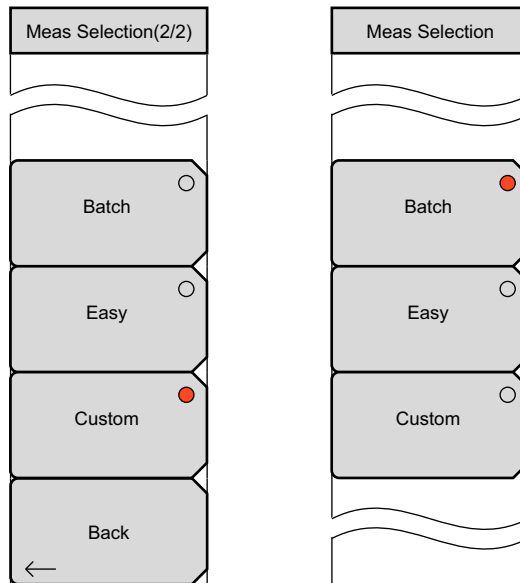 Meas Selection(2/2)
Batch
Easy
Custom
Back
Meas Selection
Batch
Easy
Custom